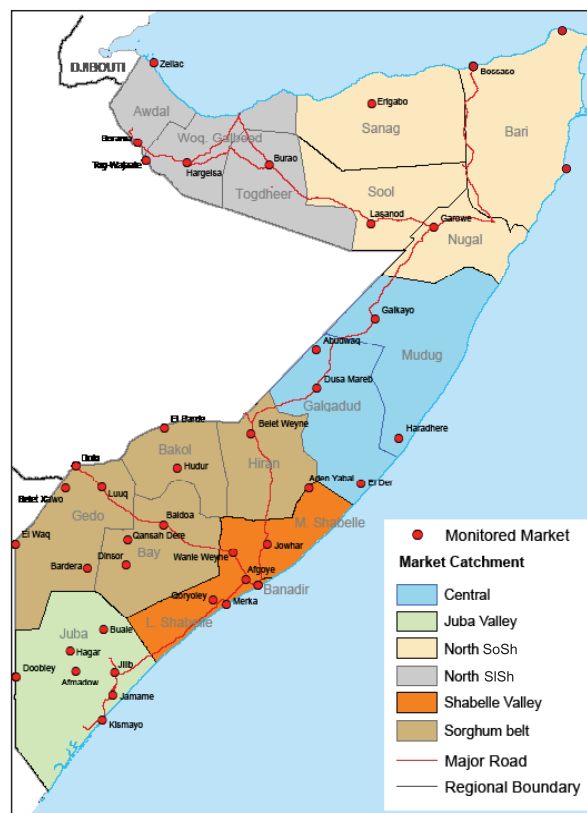 DJIBOUTI
Zeilac
Bossaso
Awdal
Erigabo
Sanag
Bari
Borama
Woq. Galbeed
Tog-Wajaale
Hargeisa
Burao
Togdheer
Sool
Lasanod
Garowe
Nugal
Galkayo
Abudwaq
Mudug
Dusa Mareb
Galgadud
El Barde
Belet Weyne
Haradhere
Bakol
Hiran
Hudur
Belet Xawo
Luuq
Aden Yabal
El Der
Gedo
Baidoa
M. Shabelle
El Waq
Qansah Dere
Bay
Dinsor
Wanle Weyne
Jowhar
Bardera
Afgoye
Banadir
Qoryoley
Merka
L. Shabelle
Juba
Buale
Hagar
Doobley
Jilib
Afmadow
Jamame
Kismayo
Monitored Market
Market Catchment
Central
Juba Valley
North SoSh
North SlSh
Shabelle Valley
Sorghum belt
Major Road
Regional Boundary